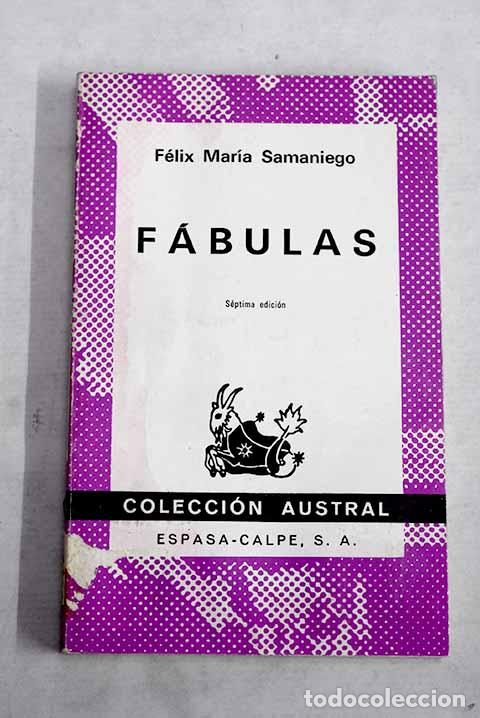 Félix María Samaniego
FÁBULAS
Séptima edición
COLECCIÓN AUSTRAL
ESPASA-CALPE, S. A.
todocoleccion